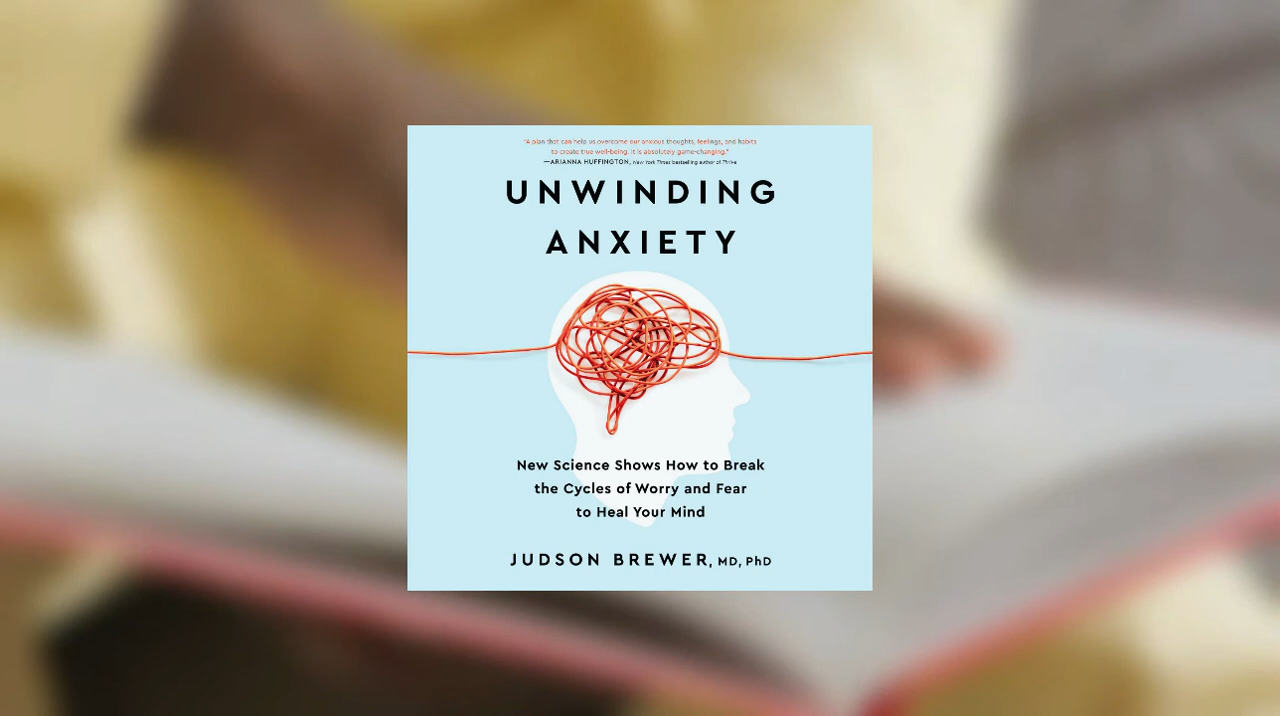 "A plan that can help us overcome our anxious thoughts, feelings, and habits
to create true well-being. It is absolutely game-changing."
—ARIANNA HUFFINGTON, New York Times bestselling author of Thrive
UNWINDING
ANXIETY
New Science Shows How to Break
the Cycles of Worry and Fear
to Heal Your Mind
JUDSON BREWER, MD, PhD